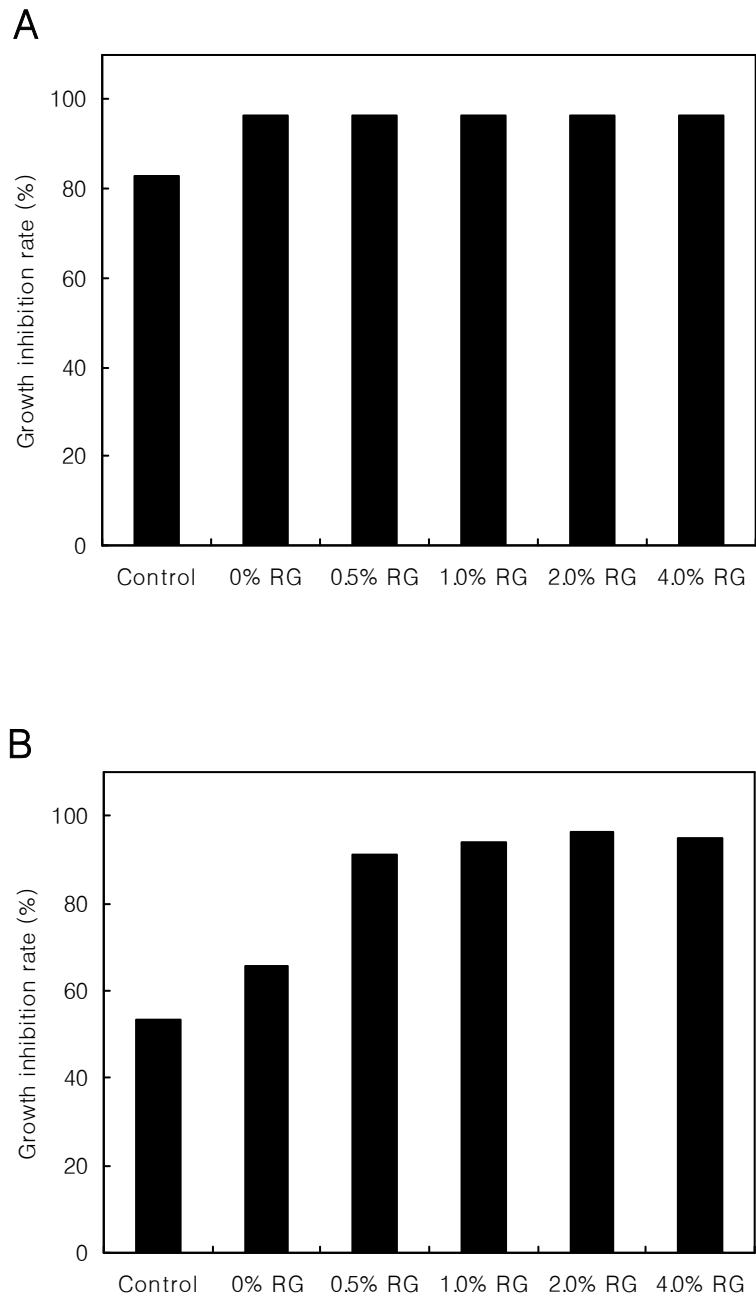 A
Growth inhibition rate (%)
100
80
60
40
20
0
Control 0% RG 0.5% RG 1.0% RG 2.0% RG 4.0% RG
B
Growth inhibition rate (%)
100
80
60
40
20
0
Control 0% RG 0.5% RG 1.0% RG 2.0% RG 4.0% RG